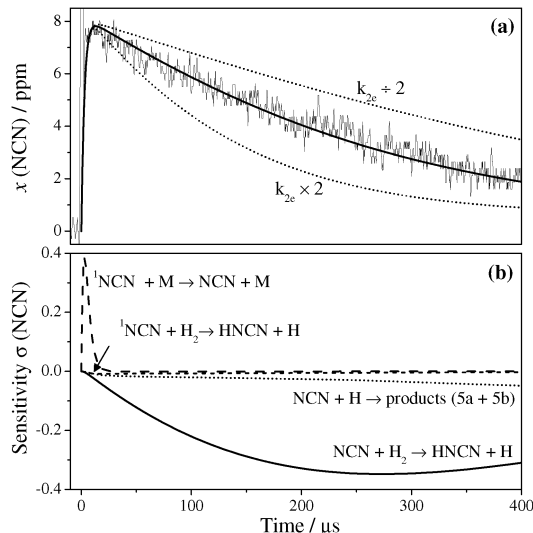 (a)
x (NCN) / ppm
8
6
4
2
0
k2e ÷ 2
k2e × 2
(b)
Sensitivity σ (NCN)
0.4
0.2
0.0
-0.2
-0.4
¹NCN + M → NCN + M
¹NCN + H₂→ HNCN + H
NCN + H → products (5a + 5b)
NCN + H₂ → HNCN + H
0 100 200 300 400
Time / µs